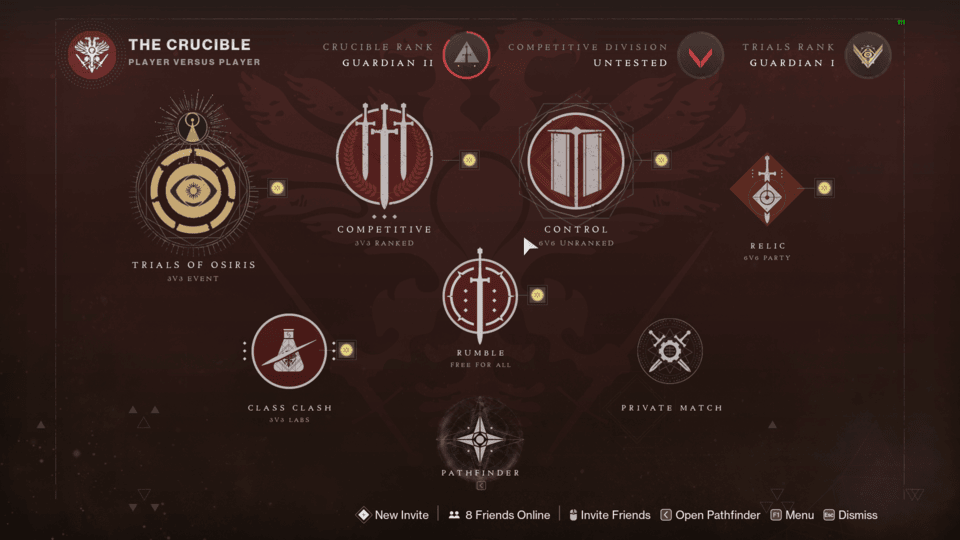 THE CRUCIBLE
PLAYER VERSUS PLAYER
CRUCIBLE RANK
GUARDIAN II
COMPETITIVE DIVISION
UNTESTED
TRIALS RANK
GUARDIAN I
TRIALS OF OSIRIS
3V3 EVENT
COMPETITIVE
3V3 RANKED
CONTROL
6V6 UNRANKED
RELIC
6V6 PARTY
RUMBLE
FREE FOR ALL
CLASS CLASH
3V3 LABS
PRIVATE MATCH
PATHFINDER
New Invite
8 Friends Online
Invite Friends
Open Pathfinder
F1 Menu
Esc Dismiss